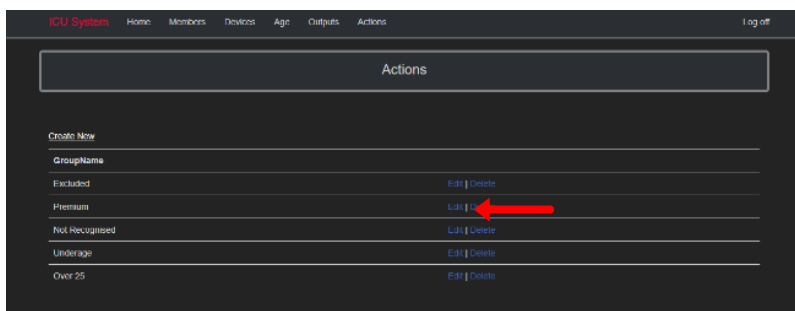 ICU System Home Members Devices Age Outputs Actions Log off
Actions
Create New
GroupName
Excluded Edit | Delete
Premium Edit |
Not Recognised Edit | Delete
Underage Edit | Delete
Over 25 Edit | Delete